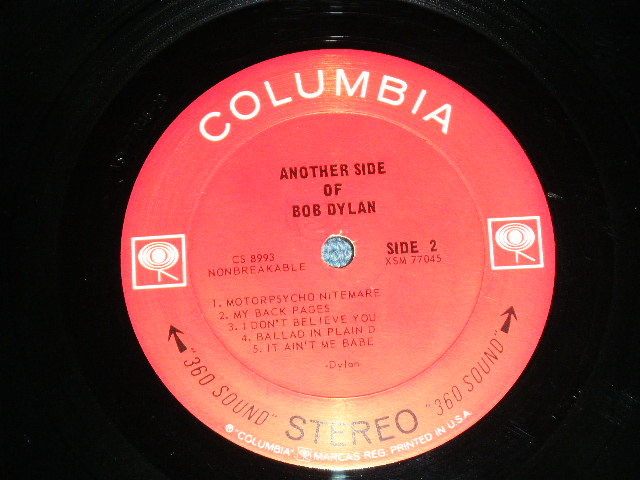 COLUMBIA
ANOTHER SIDE
OF
BOB DYLAN
CS 8993
NONBREAKABLE
SIDE 2
XSM 77045
1. MOTORPSYCHO NITEMARE
2. MY BACK PAGES
3. I DON'T BELIEVE YOU
4. BALLAD IN PLAIN D
5. IT AIN'T ME BABE
-Dylan
"360 SOUND" STEREO "360 SOUND"
® "COLUMBIA" MARCAS REG. PRINTED IN U.S.A.